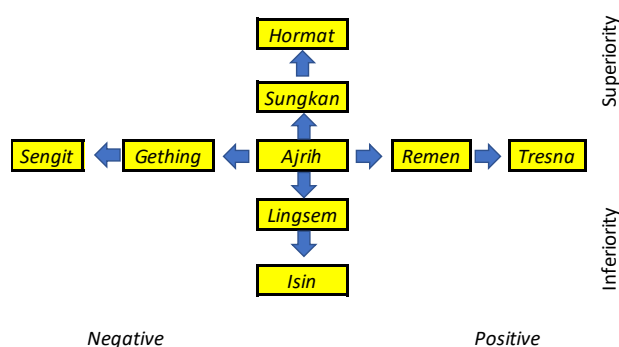 Hormat
Superiority
Sungkan
Sengit
Gething
Ajrih
Remen
Tresna
Lingsem
Inferiority
Isin
Negative
Positive